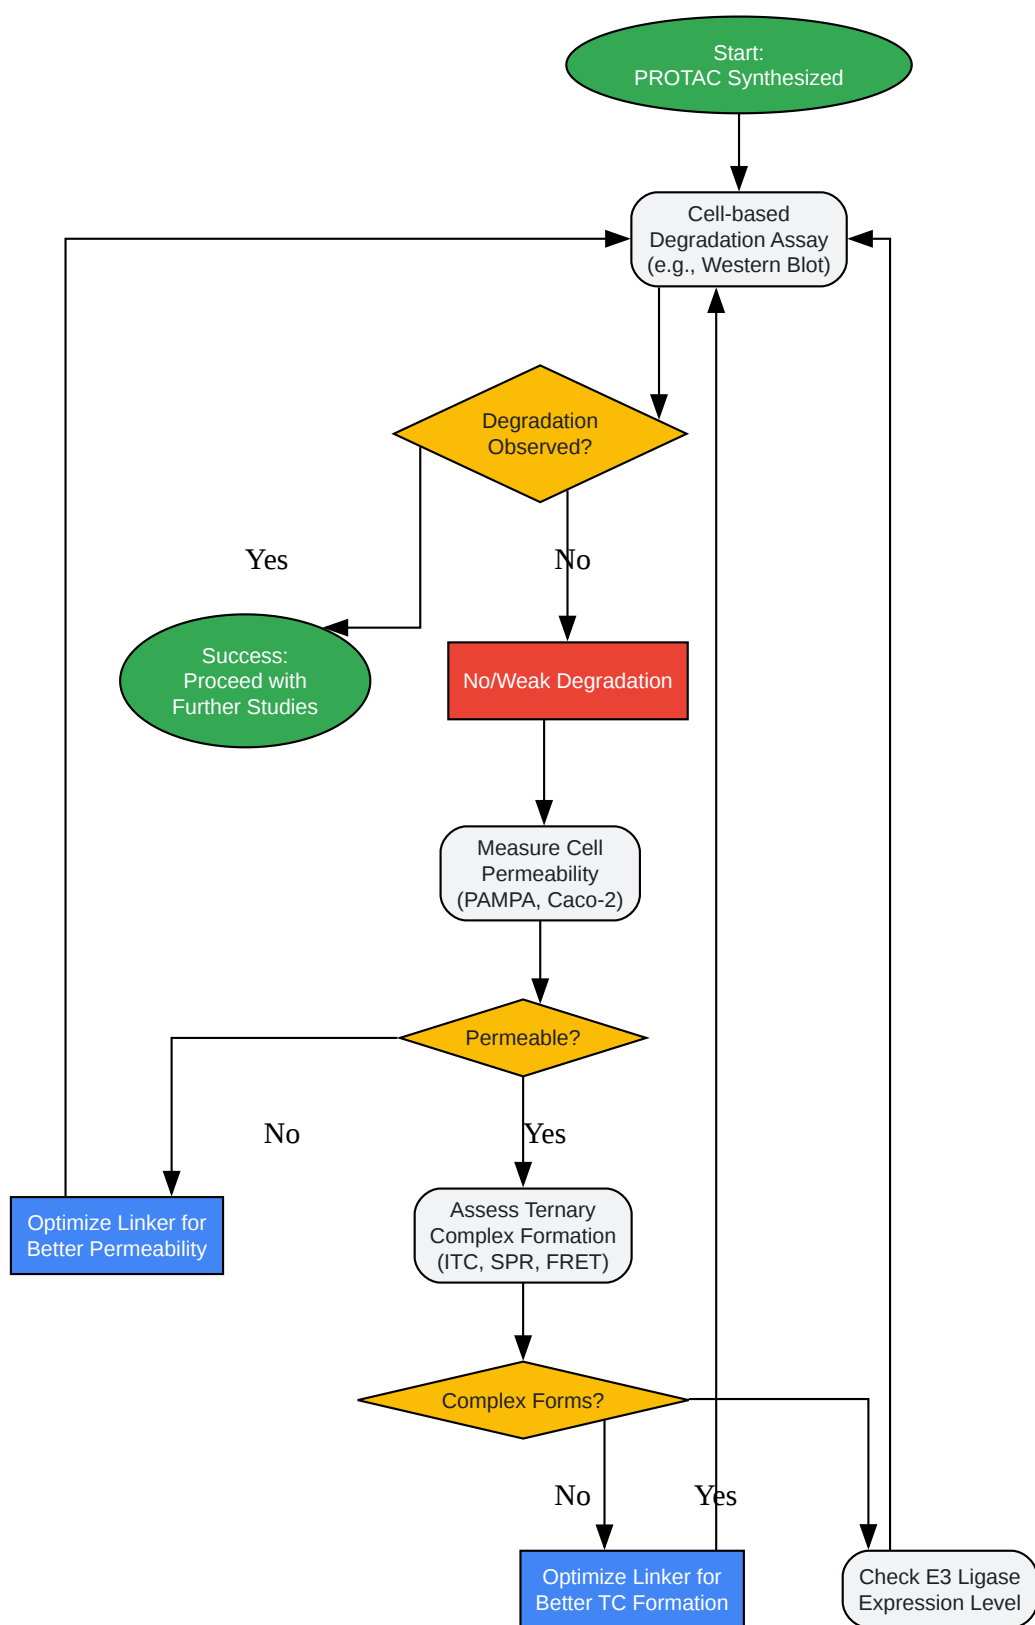 Start:
PROTAC Synthesized
Cell-based
Degradation Assay
(e.g., Western Blot)
Degradation
Observed?
Yes
No
Success:
Proceed with
Further Studies
No/Weak Degradation
Measure Cell
Permeability
(PAMPA, Caco-2)
Permeable?
No
Yes
Optimize Linker for
Better Permeability
Assess Ternary
Complex Formation
(ITC, SPR, FRET)
Complex Forms?
No
Yes
Optimize Linker for
Better TC Formation
Check E3 Ligase
Expression Level